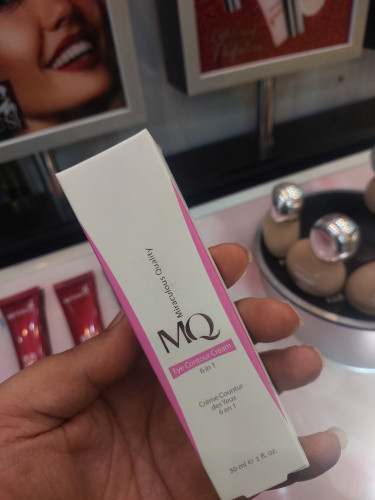 Miraculous Quality
MQ
Eye Contour Cream
6 in 1
Crème Countur
des Yeux
6 en 1
30 ml e 1 fl. oz.